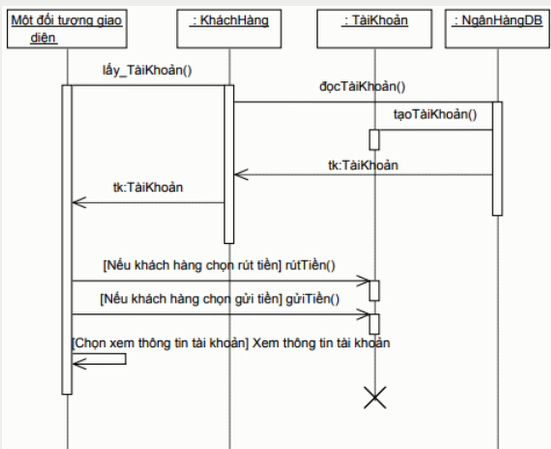 Một đối tượng giao
diện
: KháchHàng
: TàiKhoản
: NgânHàngDB
lấy_TàiKhoản()
đọcTàiKhoản()
tạoTàiKhoản()
tk:TàiKhoản
tk:TàiKhoản
[Nếu khách hàng chọn rút tiền] rútTiền()
[Nếu khách hàng chọn gửi tiền] gửiTiền()
[Chọn xem thông tin tài khoản] Xem thông tin tài khoản